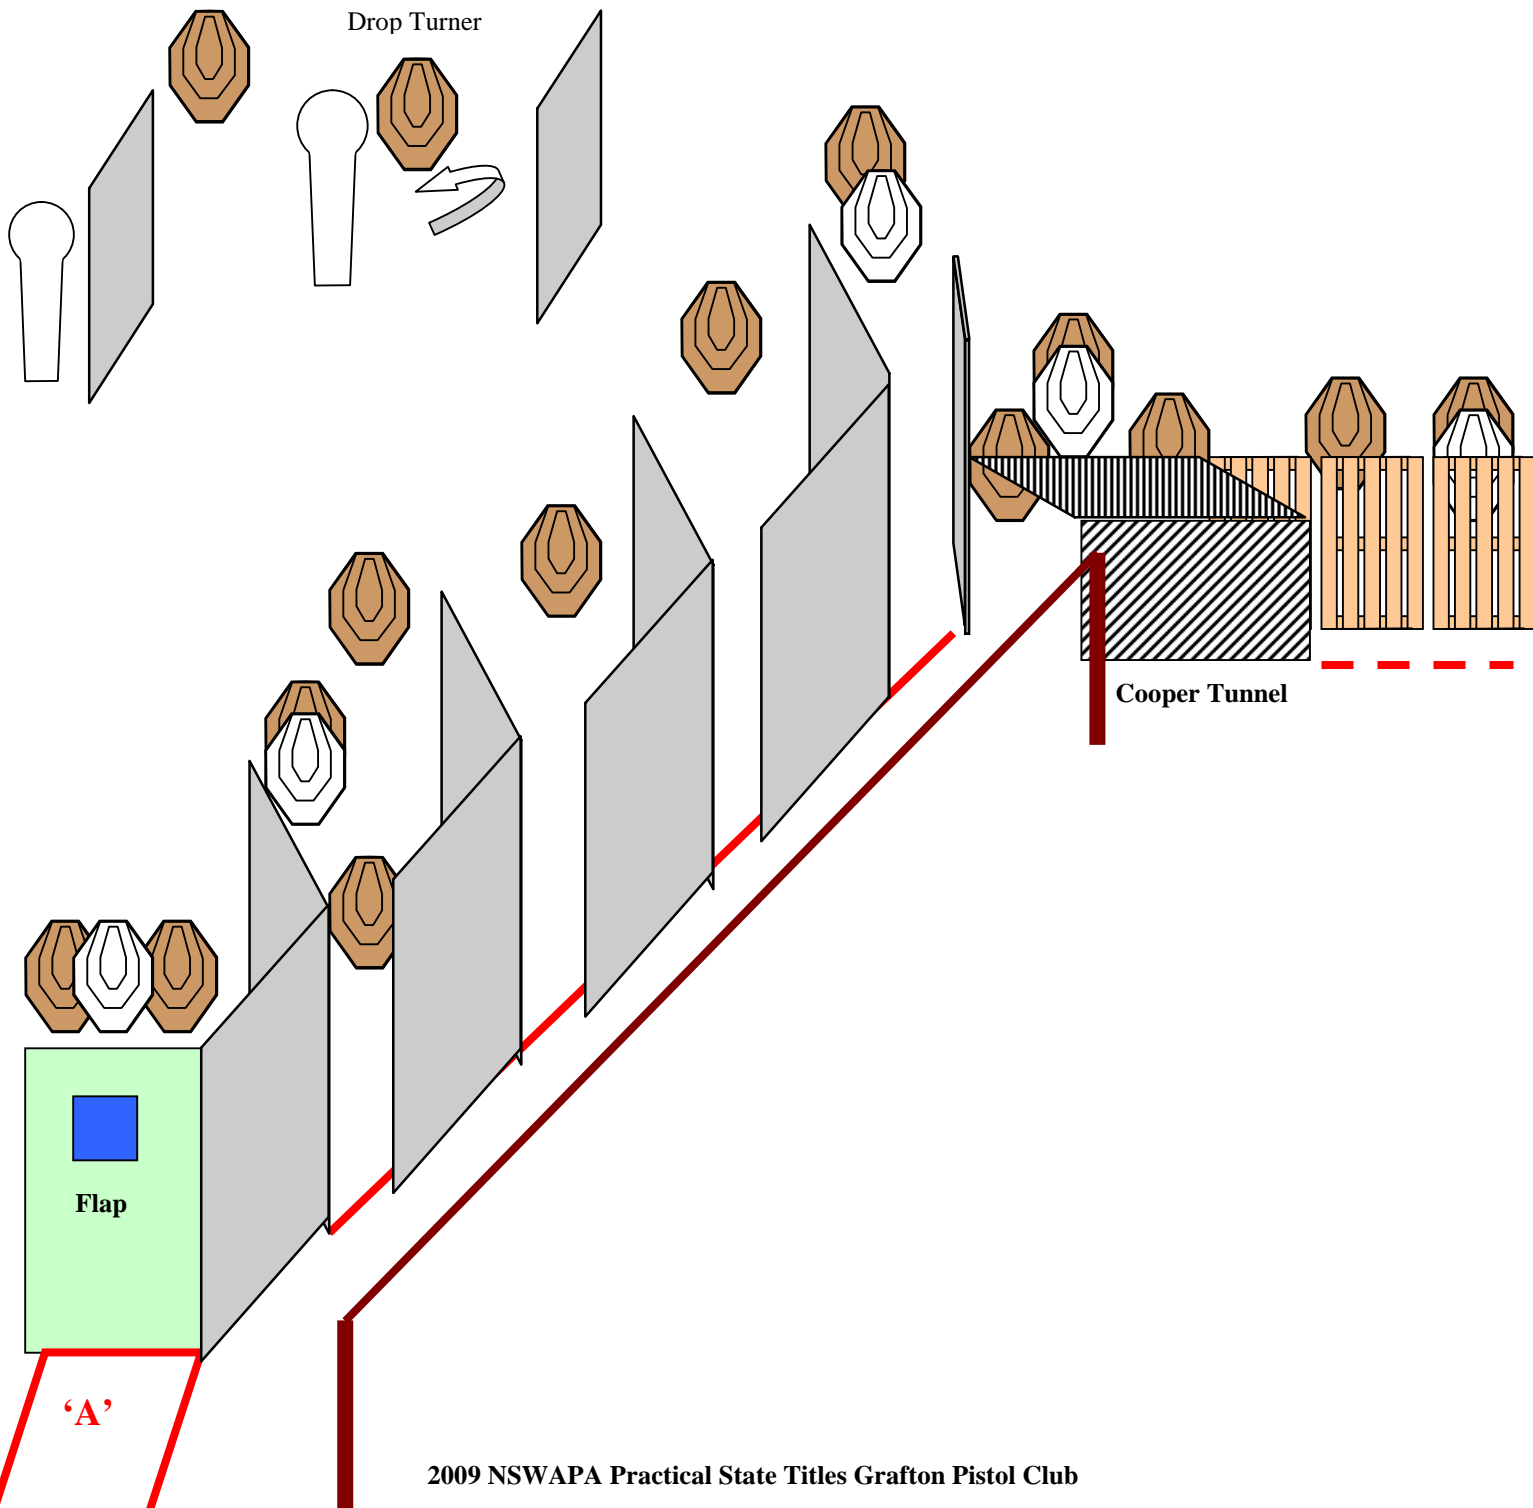 Drop Turner
Cooper Tunnel
Flap
‘A’
2009 NSWAPA Practical State Titles Grafton Pistol Club